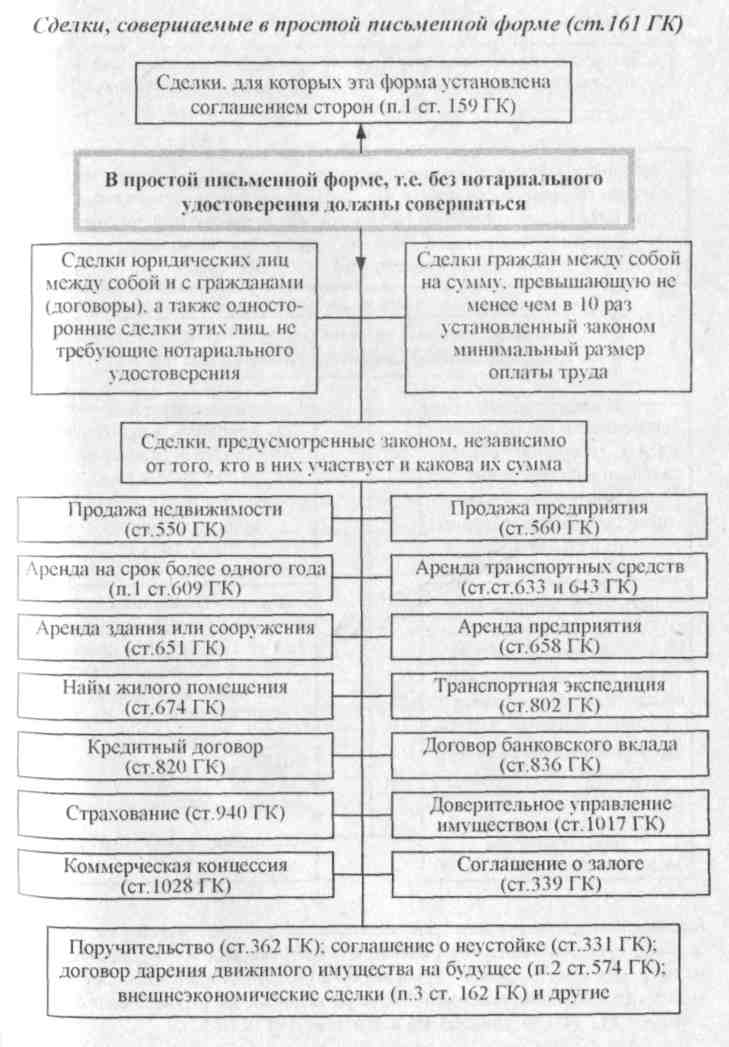 Сделки, совершаемые в простой письменной форме (ст.161 ГК)
Сделки, для которых эта форма установлена
соглашением сторон (п.1 ст. 159 ГК)
В простой письменной форме, т.е. без нотариального
удостоверения должны совершаться
Сделки юридических лиц
между собой и с гражданами
(договоры), а также односто-
ронние сделки этих лиц, не
требующие нотариального
удостоверения
Сделки граждан между собой
на сумму, превышающую не
менее чем в 10 раз
установленный законом
минимальный размер
оплаты труда
Сделки, предусмотренные законом, независимо
от того, кто в них участвует и какова их сумма
Продажа недвижимости
(ст.550 ГК)
Продажа предприятия
(ст.560 ГК)
Аренда на срок более одного года
(п.1 ст.609 ГК)
Аренда транспортных средств
(ст.ст.633 и 643 ГК)
Аренда здания или сооружения
(ст.651 ГК)
Аренда предприятия
(ст.658 ГК)
Найм жилого помещения
(ст.674 ГК)
Транспортная экспедиция
(ст.802 ГК)
Кредитный договор
(ст.820 ГК)
Договор банковского вклада
(ст.836 ГК)
Страхование (ст.940 ГК)
Доверительное управление
имуществом (ст.1017 ГК)
Коммерческая концессия
(ст.1028 ГК)
Соглашение о залоге
(ст.339 ГК)
Поручительство (ст.362 ГК); соглашение о неустойке (ст.331 ГК);
договор дарения движимого имущества на будущее (п.2 ст.574 ГК);
внешнеэкономические сделки (п.3 ст. 162 ГК) и другие